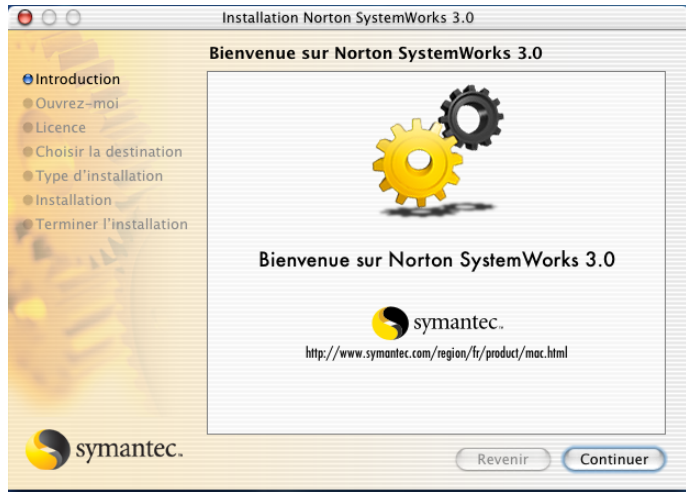 Installation Norton SystemWorks 3.0
Bienvenue sur Norton SystemWorks 3.0
Introduction
Ouvrez-moi
Licence
Choisir la destination
Type d'installation
Installation
Terminer l'installation
Bienvenue sur Norton SystemWorks 3.0
symantec.
http://www.symantec.com/region/fr/product/mac.html
symantec.
Revenir
Continuer